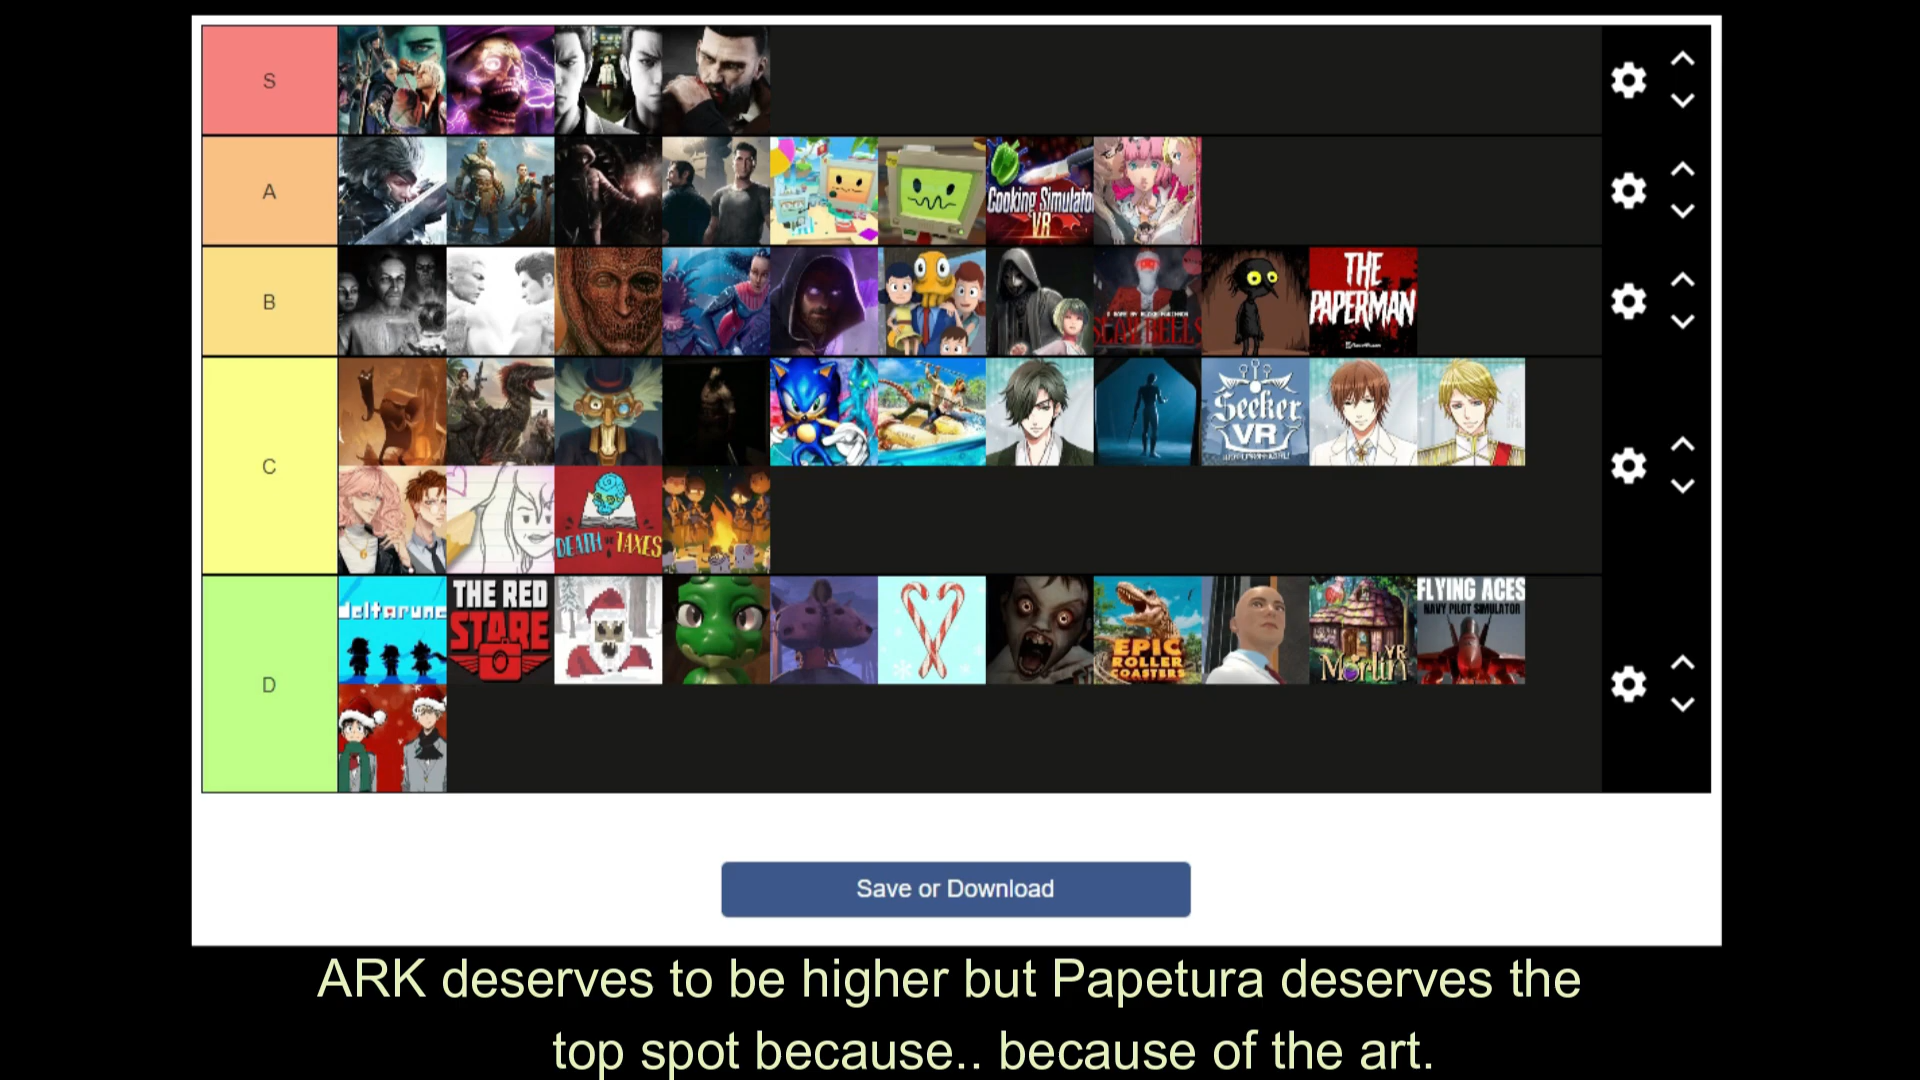 S
A
Cooking Simulator
VR
B
THE
PAPERMAN
C
Seeker
VR
DEATH AND TAXES
D
deltarune
THE RED
STARE
EPIC
ROLLER
COASTERS
Merlin VR
FLYING ACES
NAVY PILOT SIMULATOR
Save or Download
ARK deserves to be higher but Papetura deserves the
top spot because.. because of the art.